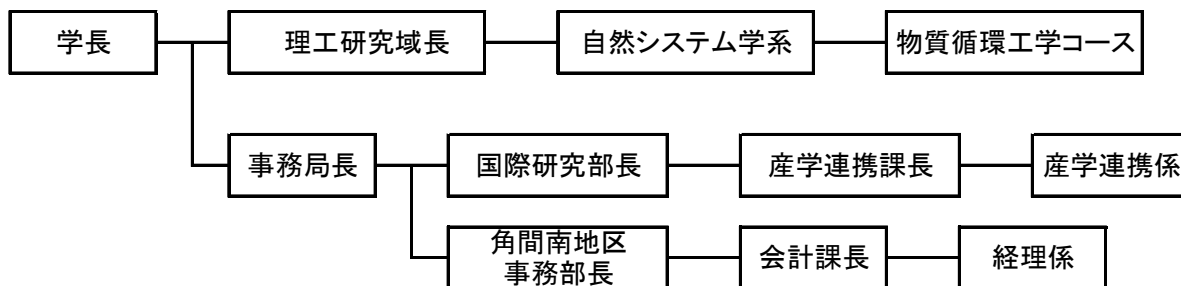 学長
理工研究域長
自然システム学系
物質循環工学コース
事務局長
国際研究部長
産学連携課長
産学連携係
角間南地区
事務部長
会計課長
経理係